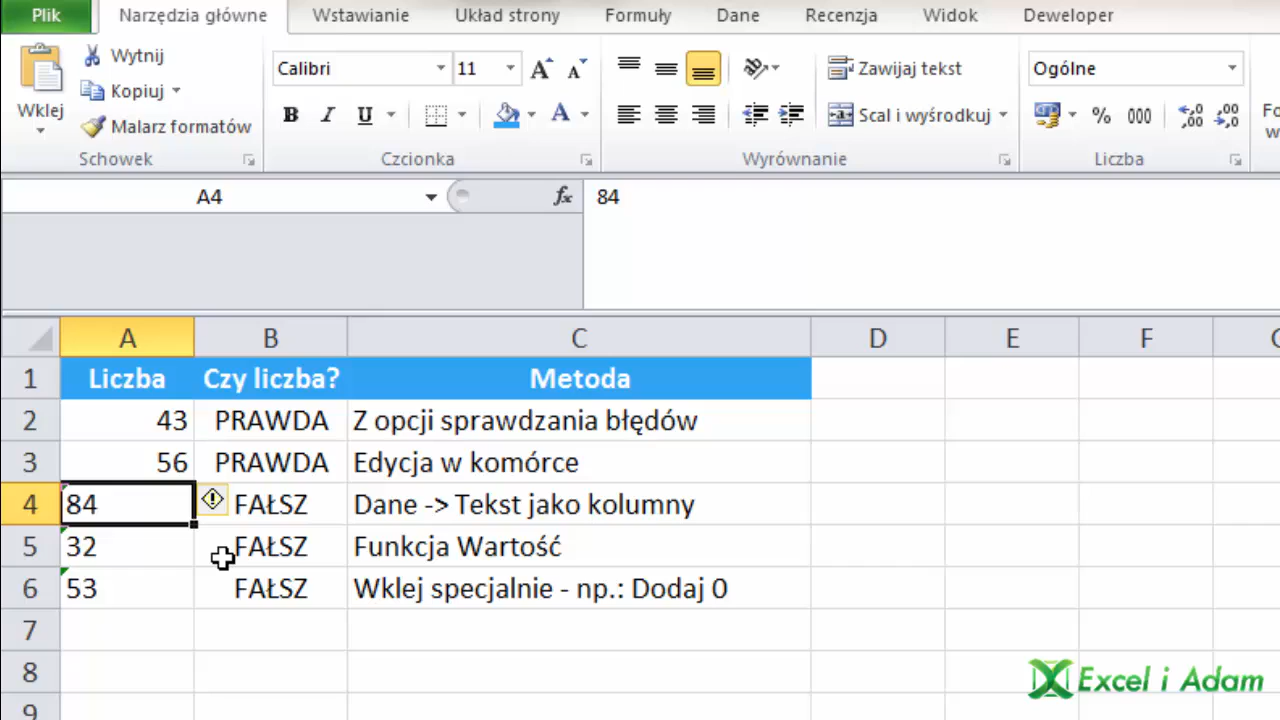 Plik Narzędzia główne Wstawianie Układ strony Formuły Dane Recenzja Widok Deweloper
Wklej
Wytnij
Kopiuj
Malarz formatów
Schowek
Calibri 11
B I U A
Czcionka
Zawijaj tekst
Scal i wyśrodkuj
Wyrównanie
Ogólne
% 000 ,00 ,00
Liczba
A4 fx 84
A B C D E F
1 Liczba Czy liczba? Metoda
2 43 PRAWDA Z opcji sprawdzania błędów
3 56 PRAWDA Edycja w komórce
4 84 FAŁSZ Dane -> Tekst jako kolumny
5 32 FAŁSZ Funkcja Wartość
6 53 FAŁSZ Wklej specjalnie - np.: Dodaj 0
7
8
9
Excel i Adam